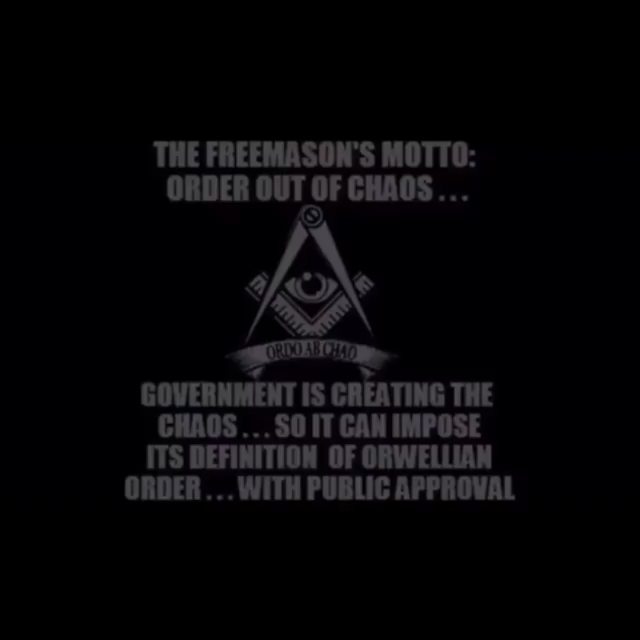 THE FREEMASON'S MOTTO:
ORDER OUT OF CHAOS...
ORDO AB CHAO
GOVERNMENT IS CREATING THE
CHAOS...SO IT CAN IMPOSE
ITS DEFINITION OF ORWELLIAN
ORDER...WITH PUBLIC APPROVAL